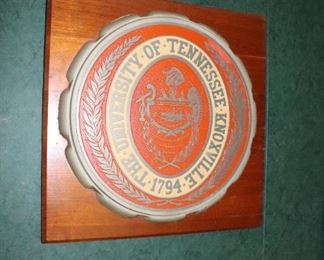 THE · UNIVERSITY · OF · TENNESSEE · KNOXVILLE ·
1794